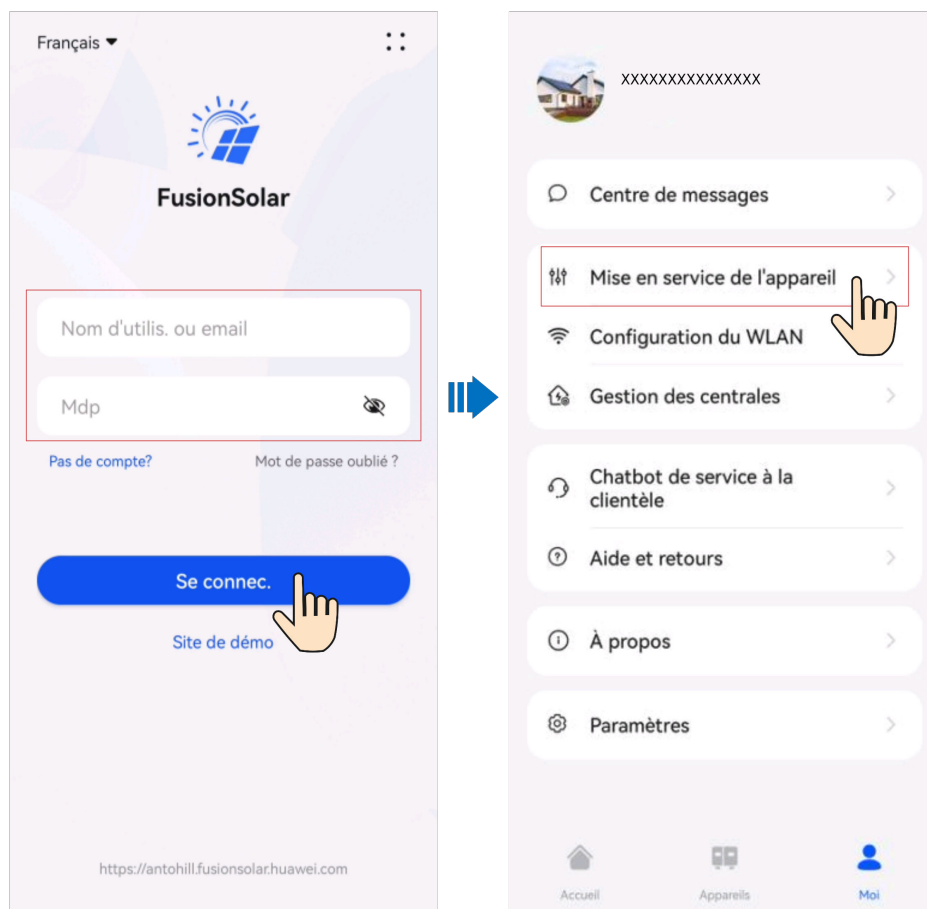 Français
FusionSolar
Nom d'utilis. ou email
Mdp
Pas de compte?
Mot de passe oublié ?
Se connec.
Site de démo
https://antohill.fusionsolar.huawei.com
xxxxxxxxxxxxxxx
Centre de messages
Mise en service de l'appareil
Configuration du WLAN
Gestion des centrales
Chatbot de service à la
clientèle
Aide et retours
À propos
Paramètres
Accueil
Appareils
Moi